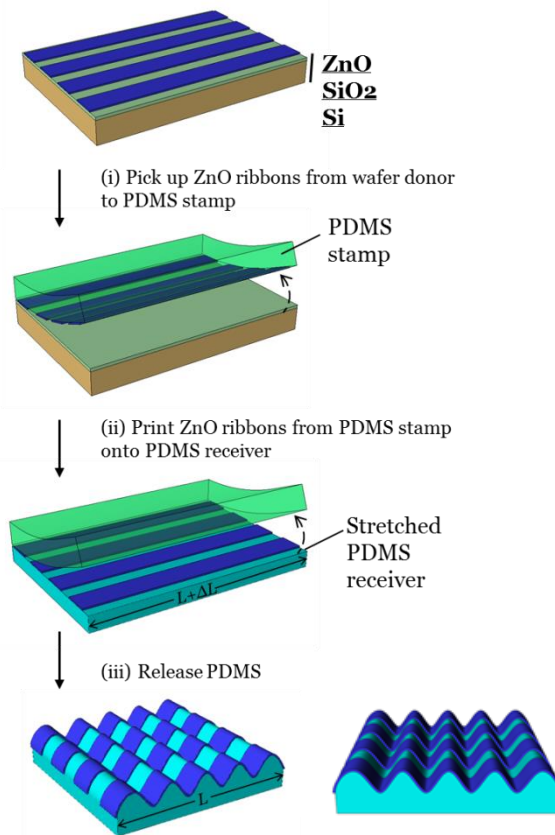 ZnO
SiO2
Si
(i) Pick up ZnO ribbons from wafer donor
to PDMS stamp
PDMS
stamp
(ii) Print ZnO ribbons from PDMS stamp
onto PDMS receiver
Stretched
PDMS
receiver
L+ΔL
(iii) Release PDMS
L